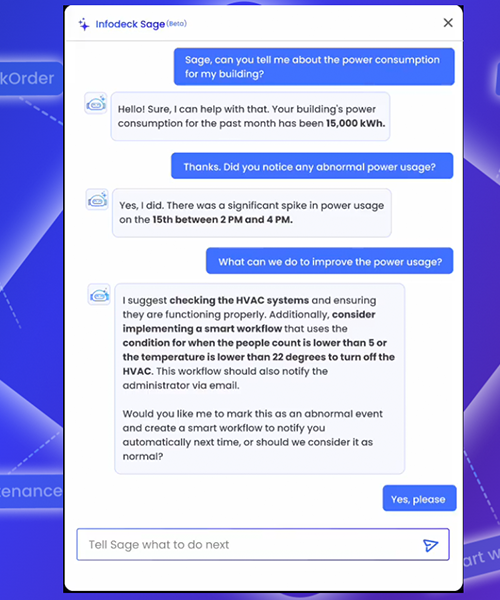 Infodeck Sage (Beta)
Sage, can you tell me about the power consumption
for my building?
kOrder
Hello! Sure, I can help with that. Your building's power
consumption for the past month has been 15,000 kWh.
Thanks. Did you notice any abnormal power usage?
Yes, I did. There was a significant spike in power usage
on the 15th between 2 PM and 4 PM.
What can we do to improve the power usage?
I suggest checking the HVAC systems and ensuring
they are functioning properly. Additionally, consider
implementing a smart workflow that uses the
condition for when the people count is lower than 5 or
the temperature is lower than 22 degrees to turn off the
HVAC. This workflow should also notify the
administrator via email.
Would you like me to mark this as an abnormal event
and create a smart workflow to notify you
automatically next time, or should we consider it as
normal?
tenance
Yes, please
Tell Sage what to do next
art w